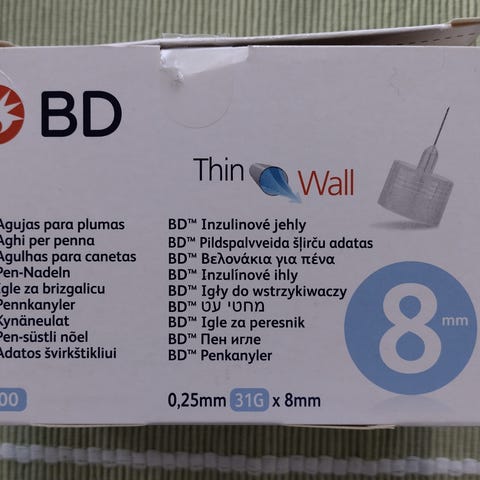 BD
Thin Wall
Agujas para plumas
Aghi per penna
Agulhas para canetas
Pen-Nadeln
Igle za brizgalicu
Pennkanyler
Kynäneulat
Pen-süstli nõel
Adatos švirkštikliui
BD™ Inzulinové jehly
BD™ Pildspalvveida šļirču adatas
BD™ Βελονάκια για πένα
BD™ Inzulínové ihly
BD™ Igły do wstrzykiwaczy
BD™ מחטי עט
BD™ Igle za peresnik
BD™ Пен игле
BD™ Penkanyler
8 mm
00
0,25mm 31G x 8mm